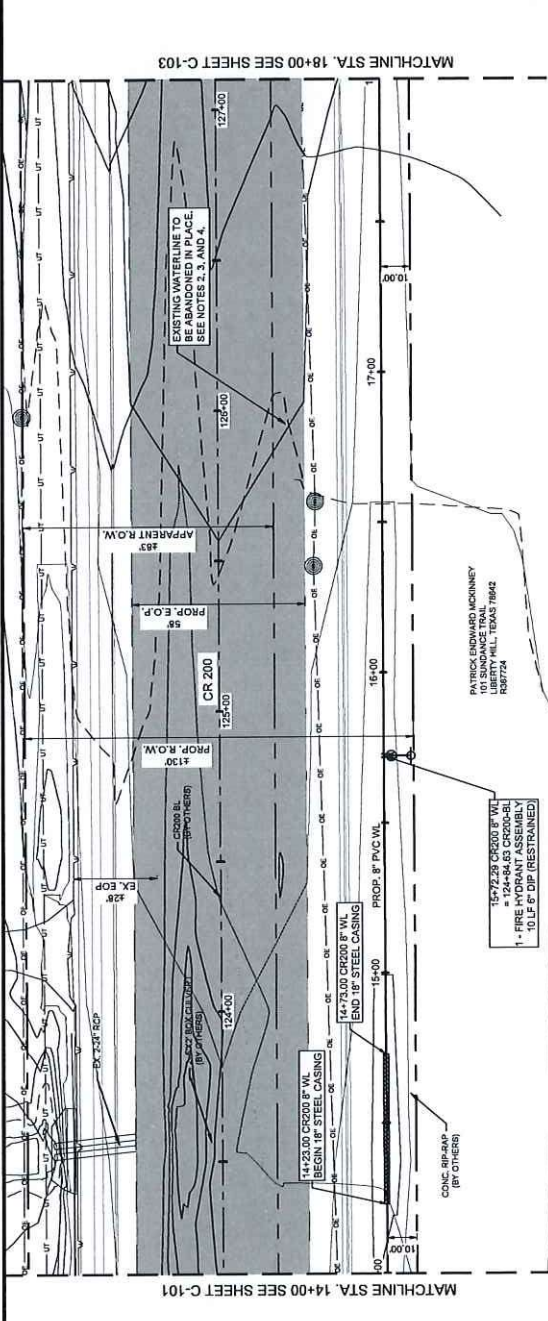 MATCHLINE STA. 14+00 SEE SHEET C-101
MATCHLINE STA. 18+00 SEE SHEET C-103
EX. 2-24" RCP
±28'
EX. EOP
±130'
PROP. R.O.W.
±83'
APPARENT R.O.W.
58'
PROP. E.O.P.
CR200 BL
(BY OTHERS)
(BY OTHERS)
CR 200
124+00
125+00
126+00
127+00
EXISTING WATERLINE TO
BE ABANDONED IN PLACE.
SEE NOTES 2, 3, AND 4.
14+23.00 CR200 8" WL
BEGIN 18" STEEL CASING
14+73.00 CR200 8" WL
END 18" STEEL CASING
PROP. 8" PVC WL
15+00
16+00
17+00
10.00'
10.00'
CONC. RIP-RAP
(BY OTHERS)
15+72.29 CR200 8" WL
= 124+84.63 CR200-BL
1 - FIRE HYDRANT ASSEMBLY
10 LF 6" DIP (RESTRAINED)
PATRICK ENDWARD MCKINNEY
101 SUNDANCE TRAIL
LIBERTY HILL, TEXAS 78642
R387724